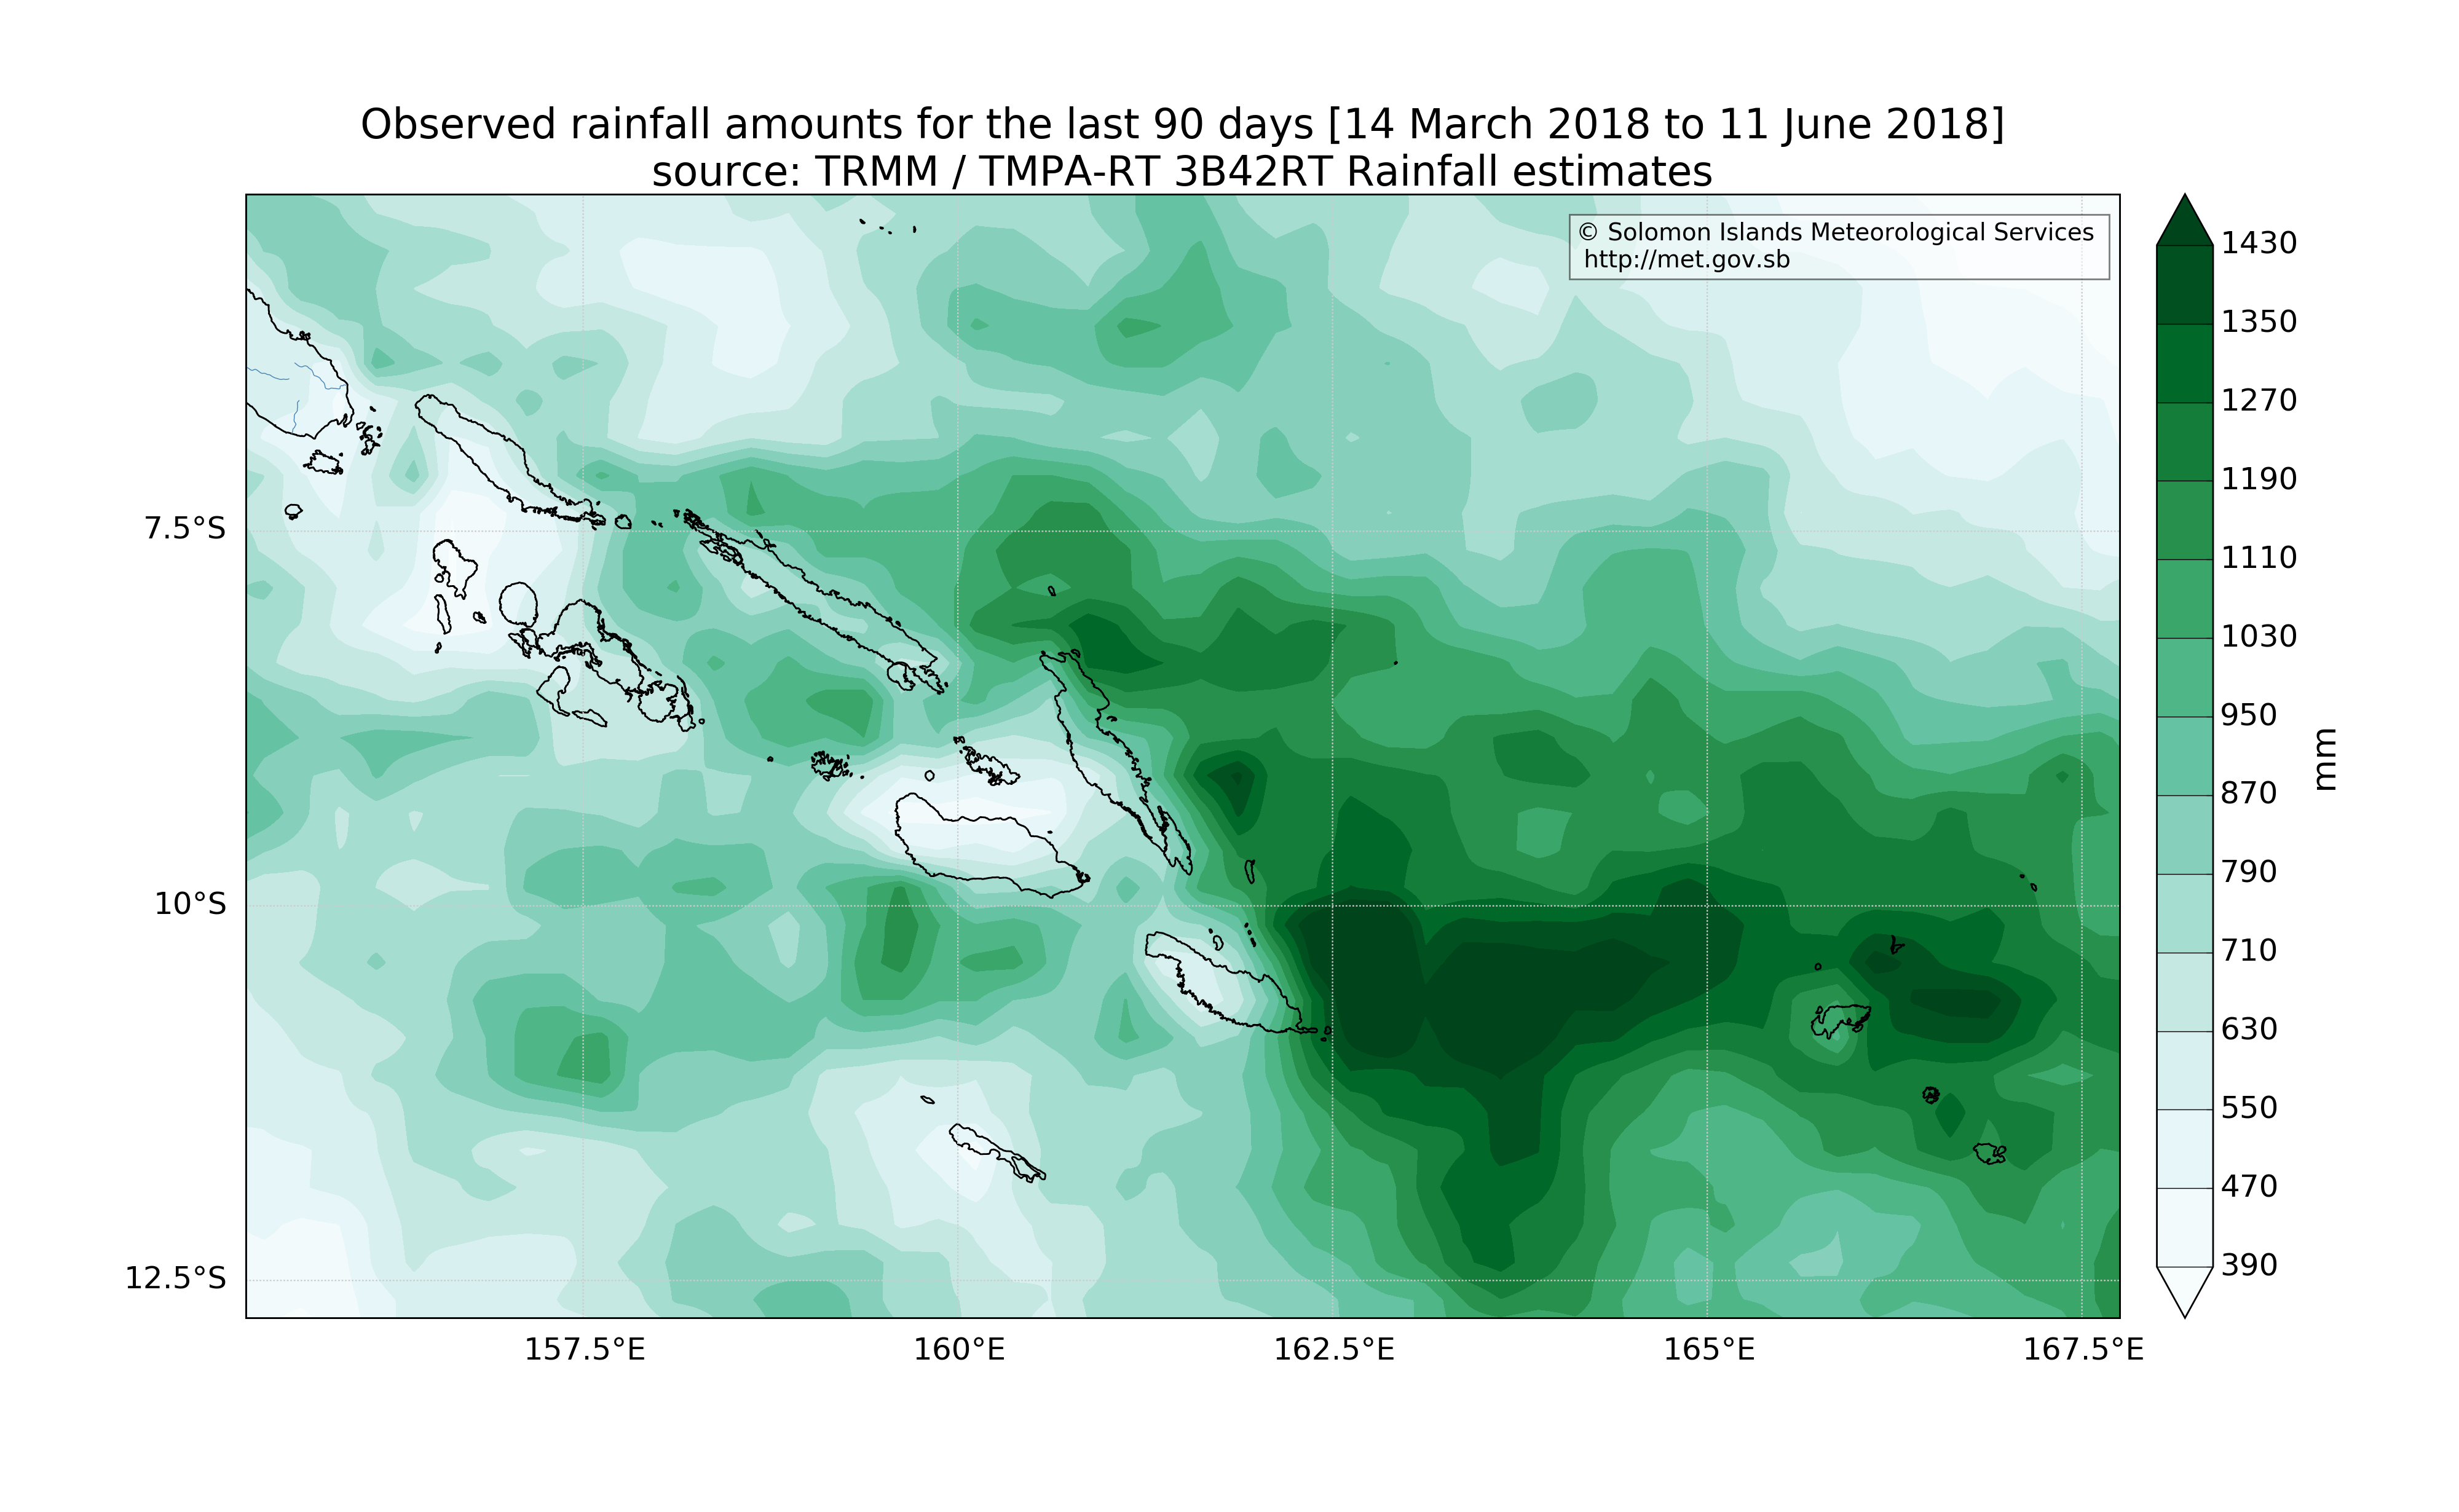 Observed rainfall amounts for the last 90 days [14 March 2018 to 11 June 2018]
source: TRMM / TMPA-RT 3B42RT Rainfall estimates
© Solomon Islands Meteorological Services
http://met.gov.sb
7.5°S
10°S
12.5°S
157.5°E
160°E
162.5°E
165°E
167.5°E
1430
1350
1270
1190
1110
1030
950
870
790
710
630
550
470
390
mm